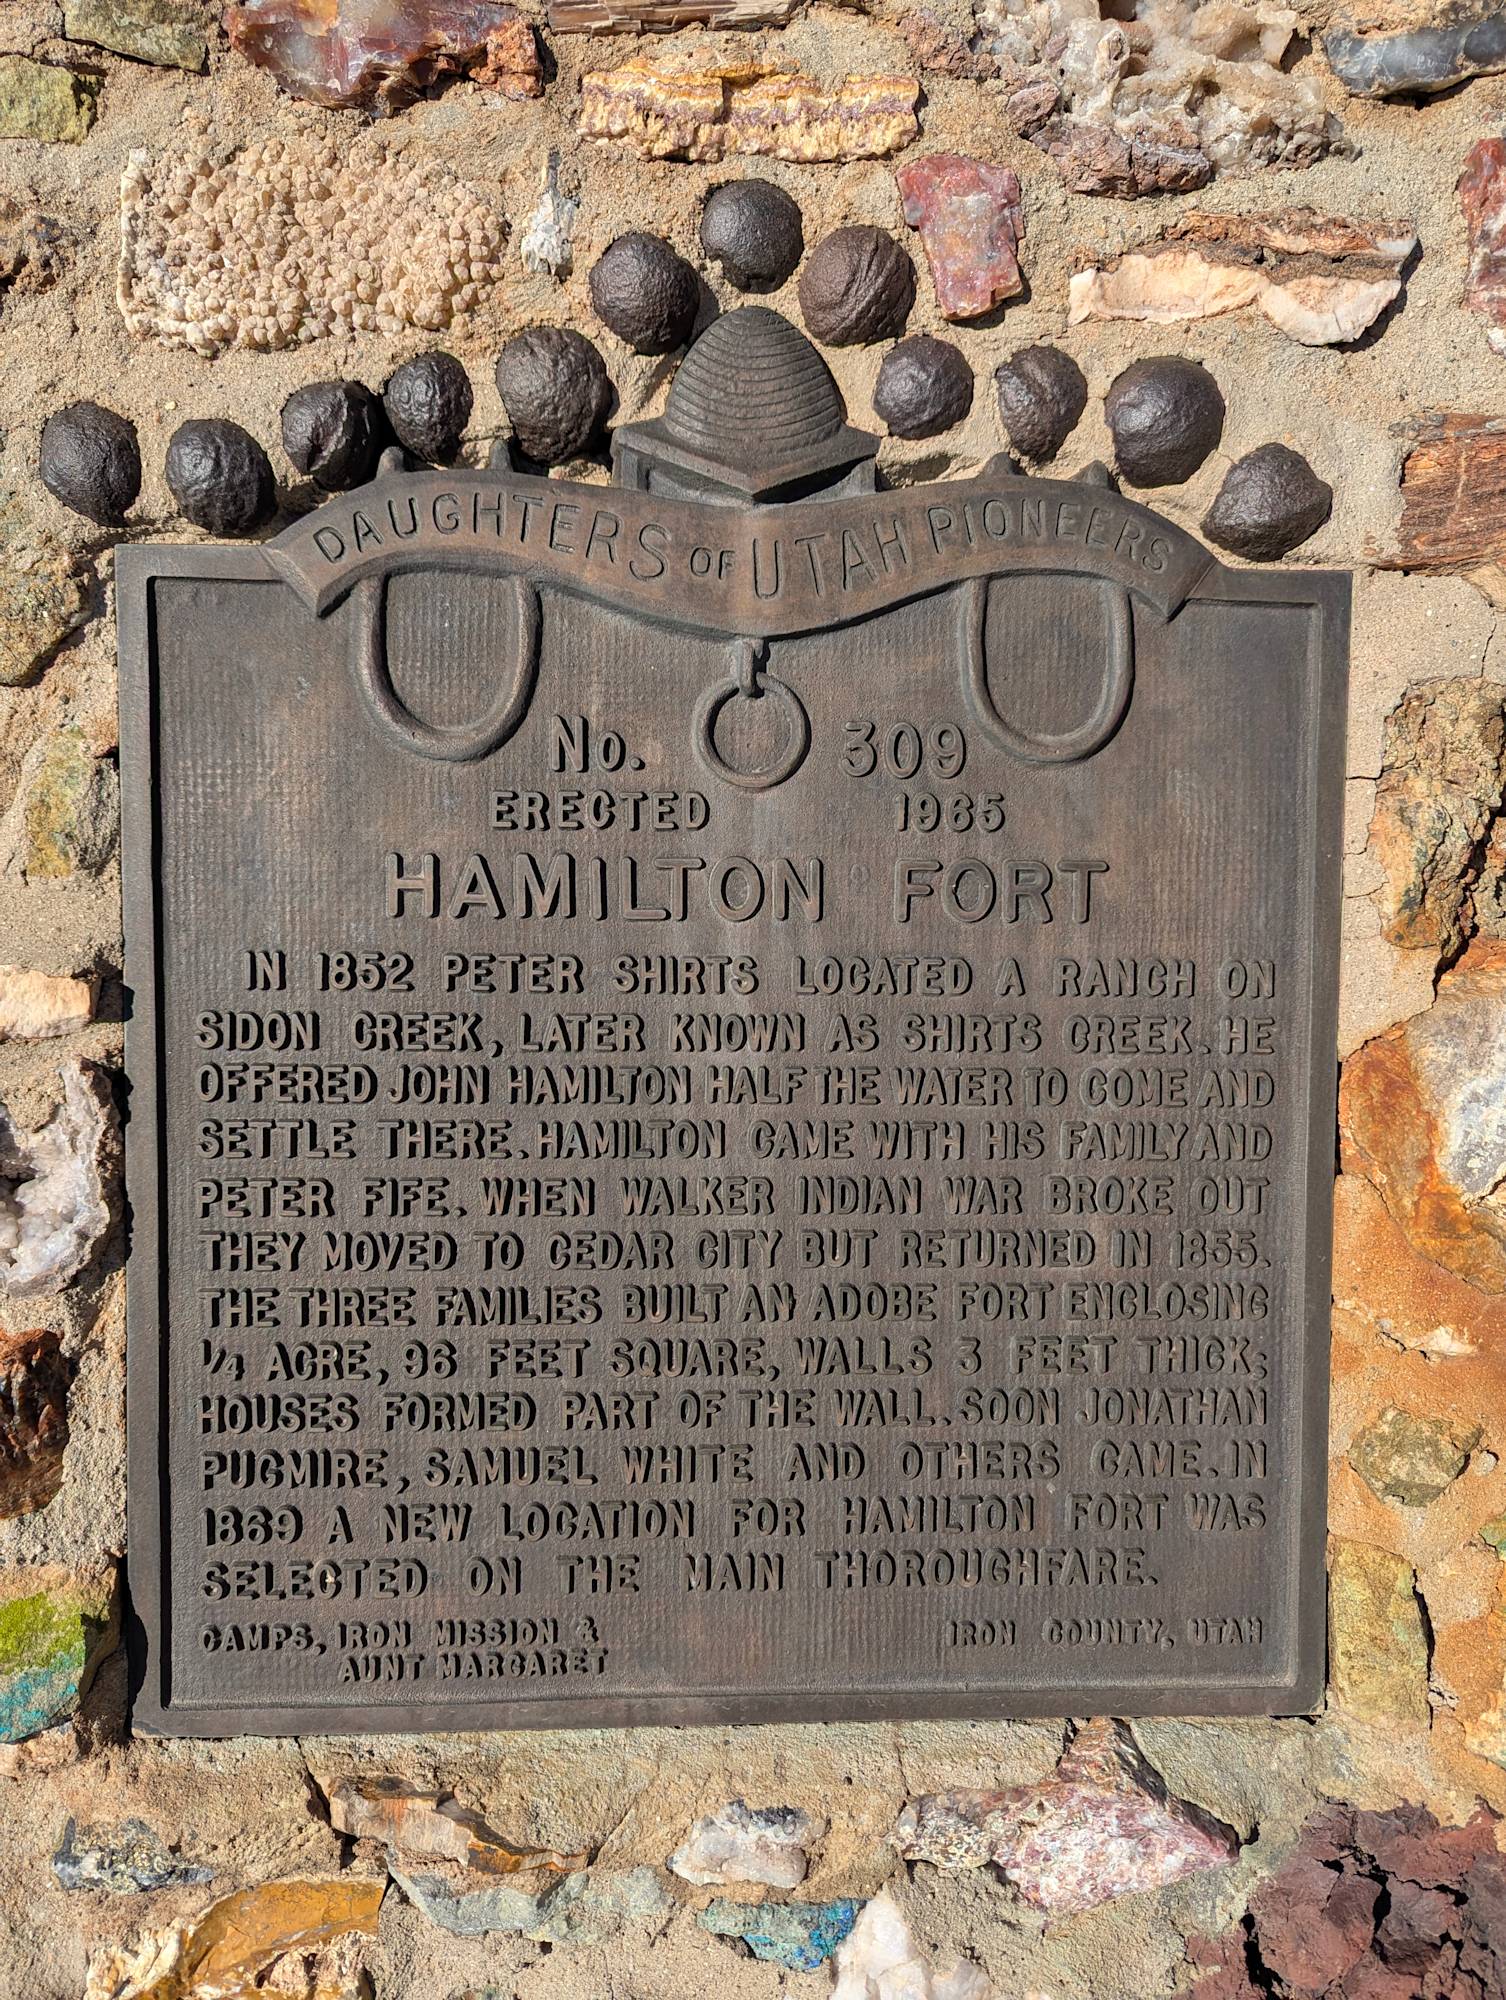 DAUGHTERS OF UTAH PIONEERS
No. 309
ERECTED 1965
HAMILTON FORT
IN 1852 PETER SHIRTS LOCATED A RANCH ON
SIDON CREEK, LATER KNOWN AS SHIRTS CREEK. HE
OFFERED JOHN HAMILTON HALF THE WATER TO COME AND
SETTLE THERE. HAMILTON CAME WITH HIS FAMILY AND
PETER FIFE. WHEN WALKER INDIAN WAR BROKE OUT
THEY MOVED TO CEDAR CITY BUT RETURNED IN 1855.
THE THREE FAMILIES BUILT AN ADOBE FORT ENCLOSING
1/4 ACRE, 96 FEET SQUARE, WALLS 3 FEET THICK;
HOUSES FORMED PART OF THE WALL. SOON JONATHAN
PUGMIRE, SAMUEL WHITE AND OTHERS CAME. IN
1869 A NEW LOCATION FOR HAMILTON FORT WAS
SELECTED ON THE MAIN THOROUGHFARE.
CAMPS, IRON MISSION & IRON COUNTY, UTAH
AUNT MARGARET